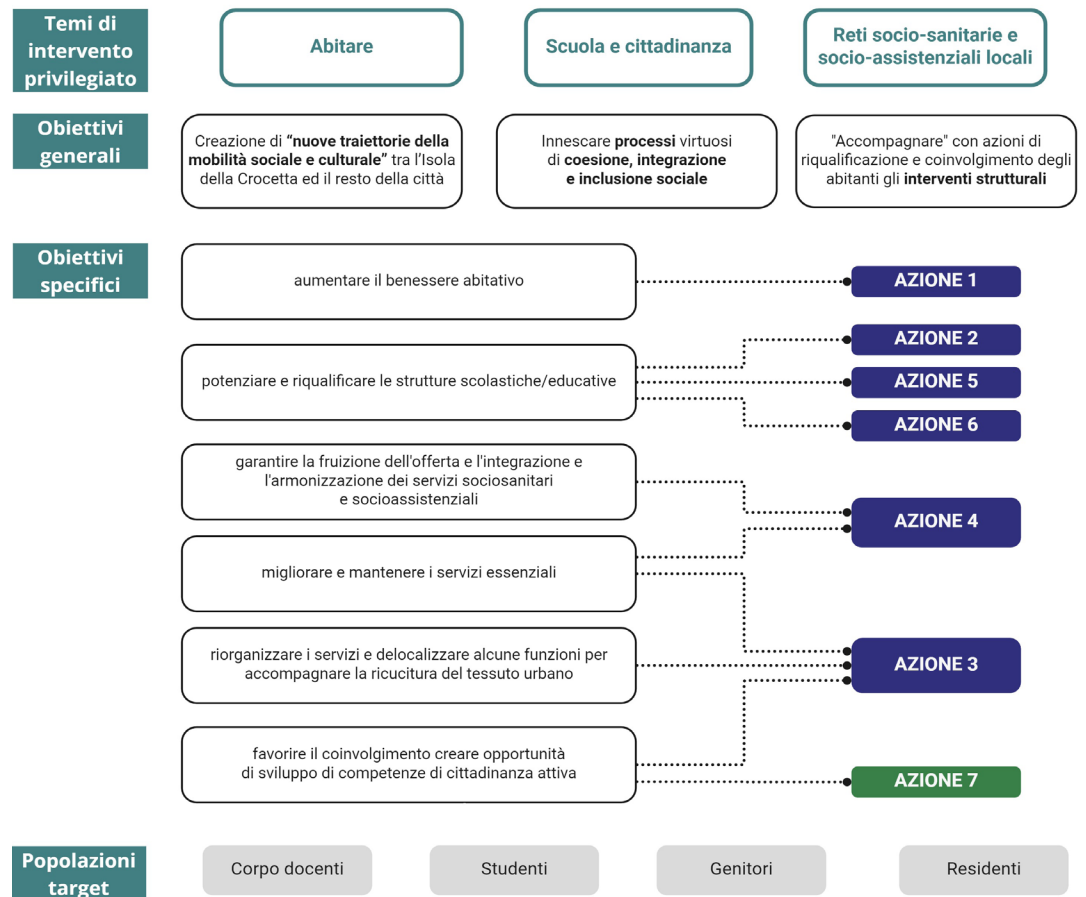 Temi di
intervento
privilegiato
Abitare
Scuola e cittadinanza
Reti socio-sanitarie e
socio-assistenziali locali
Obiettivi
generali
Creazione di “nuove traiettorie della
mobilità sociale e culturale” tra l'Isola
della Crocetta ed il resto della città
Innescare processi virtuosi
di coesione, integrazione
e inclusione sociale
"Accompagnare" con azioni di
riqualificazione e coinvolgimento degli
abitanti gli interventi strutturali
Obiettivi
specifici
aumentare il benessere abitativo
AZIONE 1
potenziare e riqualificare le strutture scolastiche/educative
AZIONE 2
AZIONE 5
AZIONE 6
garantire la fruizione dell'offerta e l'integrazione e
l'armonizzazione dei servizi sociosanitari
e socioassistenziali
AZIONE 4
migliorare e mantenere i servizi essenziali
riorganizzare i servizi e delocalizzare alcune funzioni per
accompagnare la ricucitura del tessuto urbano
AZIONE 3
favorire il coinvolgimento creare opportunità
di sviluppo di competenze di cittadinanza attiva
AZIONE 7
Popolazioni
target
Corpo docenti
Studenti
Genitori
Residenti